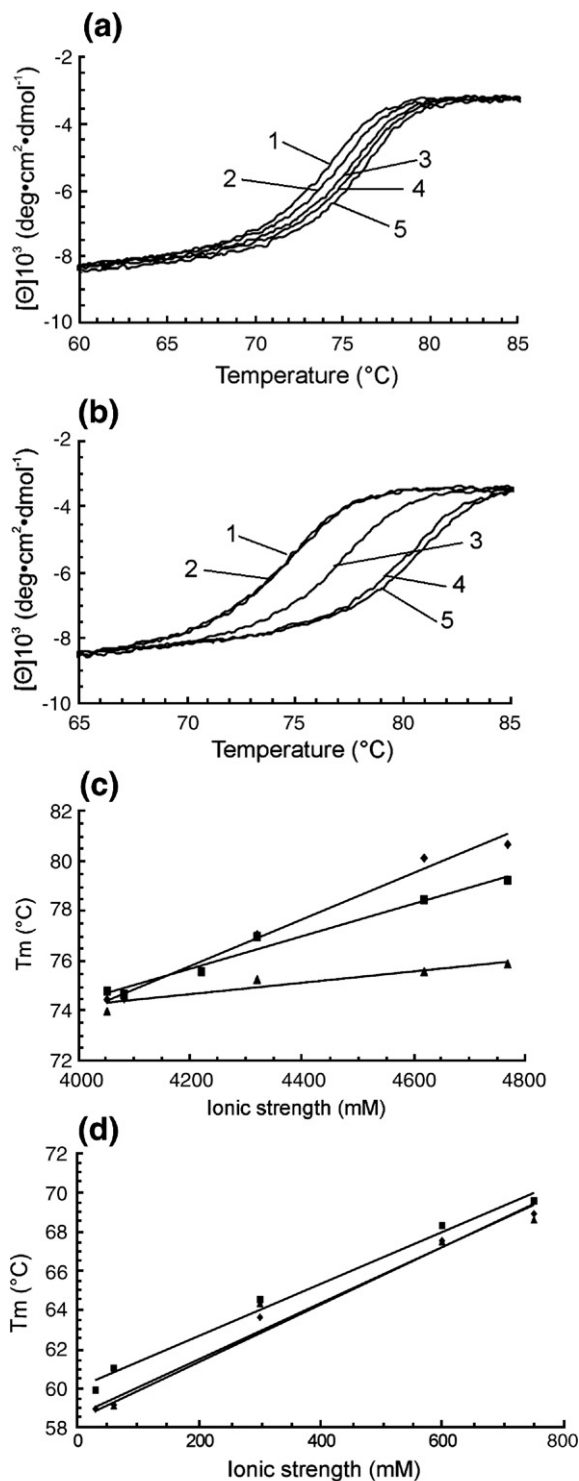 (a)
-2
-4
-6
-8
-10
[Θ]10³ (deg•cm²•dmol⁻¹)
1
2
3
4
5
60 65 70 75 80 85
Temperature (°C)
(b)
-2
-4
-6
-8
-10
[Θ]10³ (deg•cm²•dmol⁻¹)
1
2
3
4
5
65 70 75 80 85
Temperature (°C)
(c)
82
80
78
76
74
72
Tm (°C)
4000 4200 4400 4600 4800
Ionic strength (mM)
(d)
72
70
68
66
64
62
60
58
Tm (°C)
0 200 400 600 800
Ionic strength (mM)